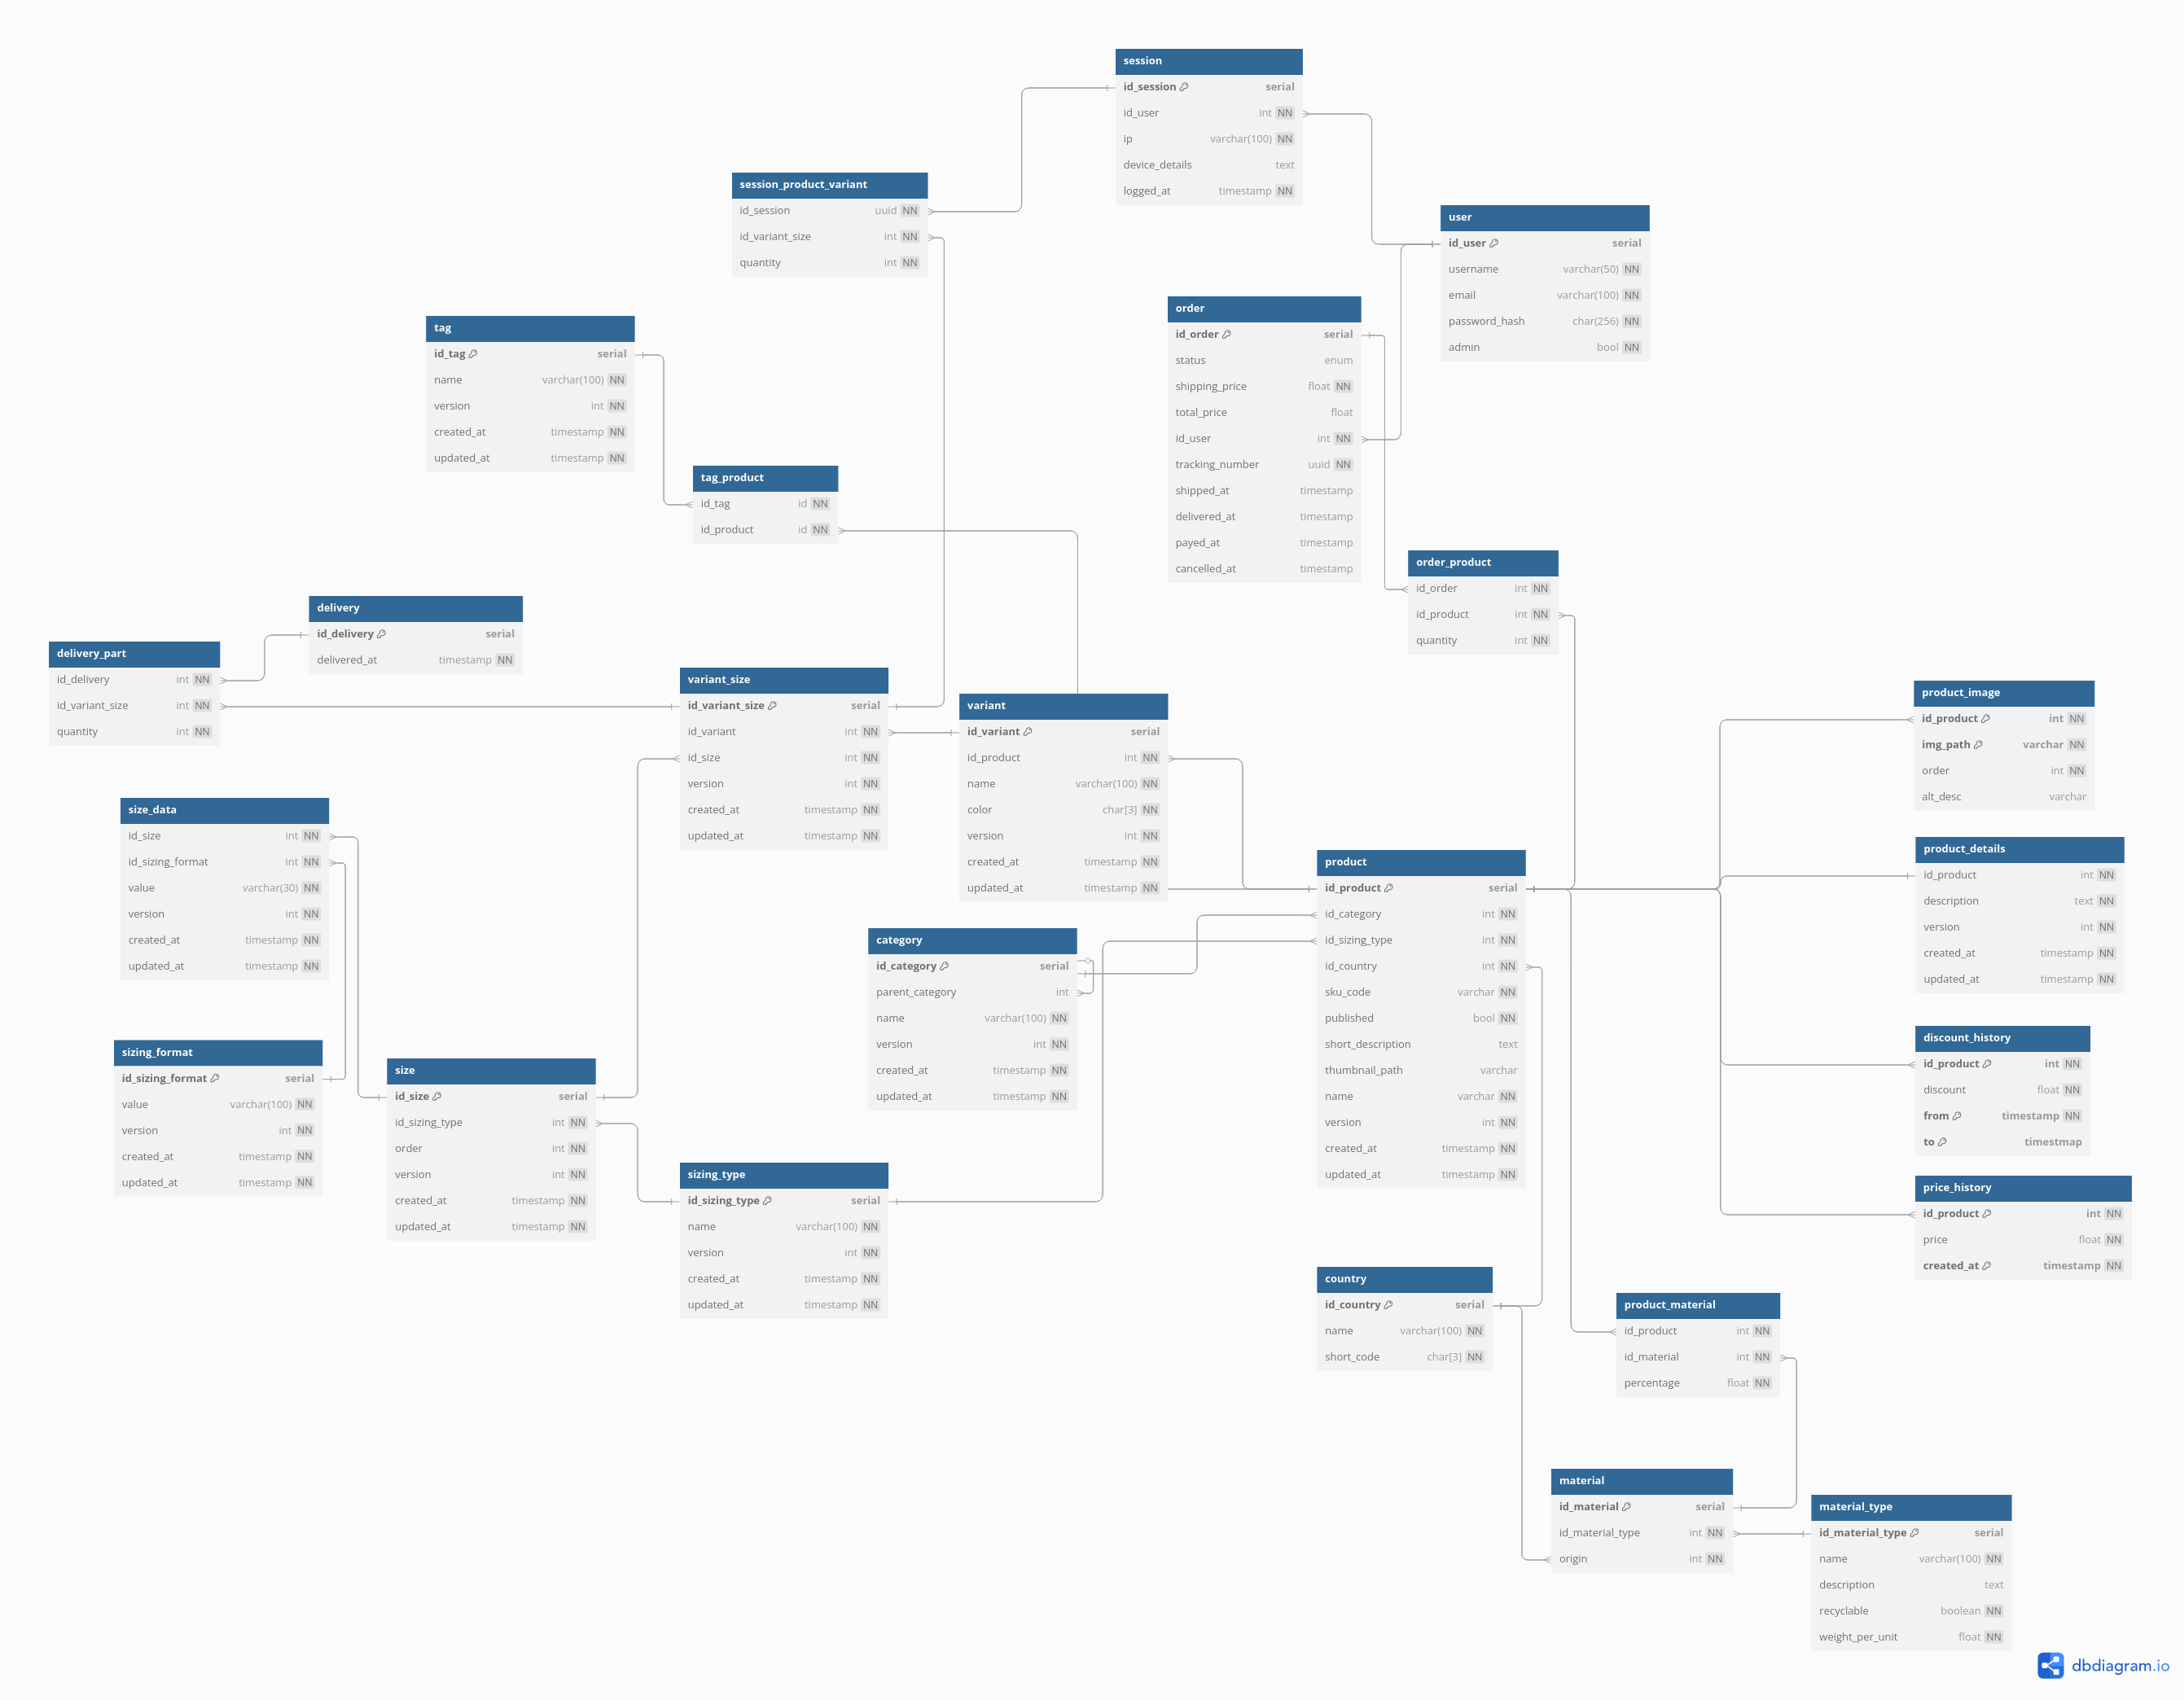 session
id_session serial
id_user int NN
ip varchar(100) NN
device_details text
logged_at timestamp NN
session_product_variant
id_session uuid NN
id_variant_size int NN
quantity int NN
user
id_user serial
username varchar(50) NN
email varchar(100) NN
password_hash char(256) NN
admin bool NN
order
id_order serial
status enum
shipping_price float NN
total_price float
id_user int NN
tracking_number uuid NN
shipped_at timestamp
delivered_at timestamp
payed_at timestamp
cancelled_at timestamp
tag
id_tag serial
name varchar(100) NN
version int NN
created_at timestamp NN
updated_at timestamp NN
tag_product
id_tag id NN
id_product id NN
order_product
id_order int NN
id_product int NN
quantity int NN
delivery
id_delivery serial
delivered_at timestamp NN
delivery_part
id_delivery int NN
id_variant_size int NN
quantity int NN
variant_size
id_variant_size serial
id_variant int NN
id_size int NN
version int NN
created_at timestamp NN
updated_at timestamp NN
variant
id_variant serial
id_product int NN
name varchar(100) NN
color char[3] NN
version int NN
created_at timestamp NN
updated_at timestamp NN
product_image
id_product int NN
img_path varchar NN
order int NN
alt_desc varchar
size_data
id_size int NN
id_sizing_format int NN
value varchar(30) NN
version int NN
created_at timestamp NN
updated_at timestamp NN
product
id_product serial
id_category int NN
id_sizing_type int NN
id_country int NN
sku_code varchar NN
published bool NN
short_description text
thumbnail_path varchar
name varchar NN
version int NN
created_at timestamp NN
updated_at timestamp NN
product_details
id_product int NN
description text NN
version int NN
created_at timestamp NN
updated_at timestamp NN
category
id_category serial
parent_category int
name varchar(100) NN
version int NN
created_at timestamp NN
updated_at timestamp NN
discount_history
id_product int NN
discount float NN
from timestamp NN
to timestmap
sizing_format
id_sizing_format serial
value varchar(100) NN
version int NN
created_at timestamp NN
updated_at timestamp NN
size
id_size serial
id_sizing_type int NN
order int NN
version int NN
created_at timestamp NN
updated_at timestamp NN
sizing_type
id_sizing_type serial
name varchar(100) NN
version int NN
created_at timestamp NN
updated_at timestamp NN
price_history
id_product int NN
price float NN
created_at timestamp NN
country
id_country serial
name varchar(100) NN
short_code char[3] NN
product_material
id_product int NN
id_material int NN
percentage float NN
material
id_material serial
id_material_type int NN
origin int NN
material_type
id_material_type serial
name varchar(100) NN
description text
recyclable boolean NN
weight_per_unit float NN
dbdiagram.io